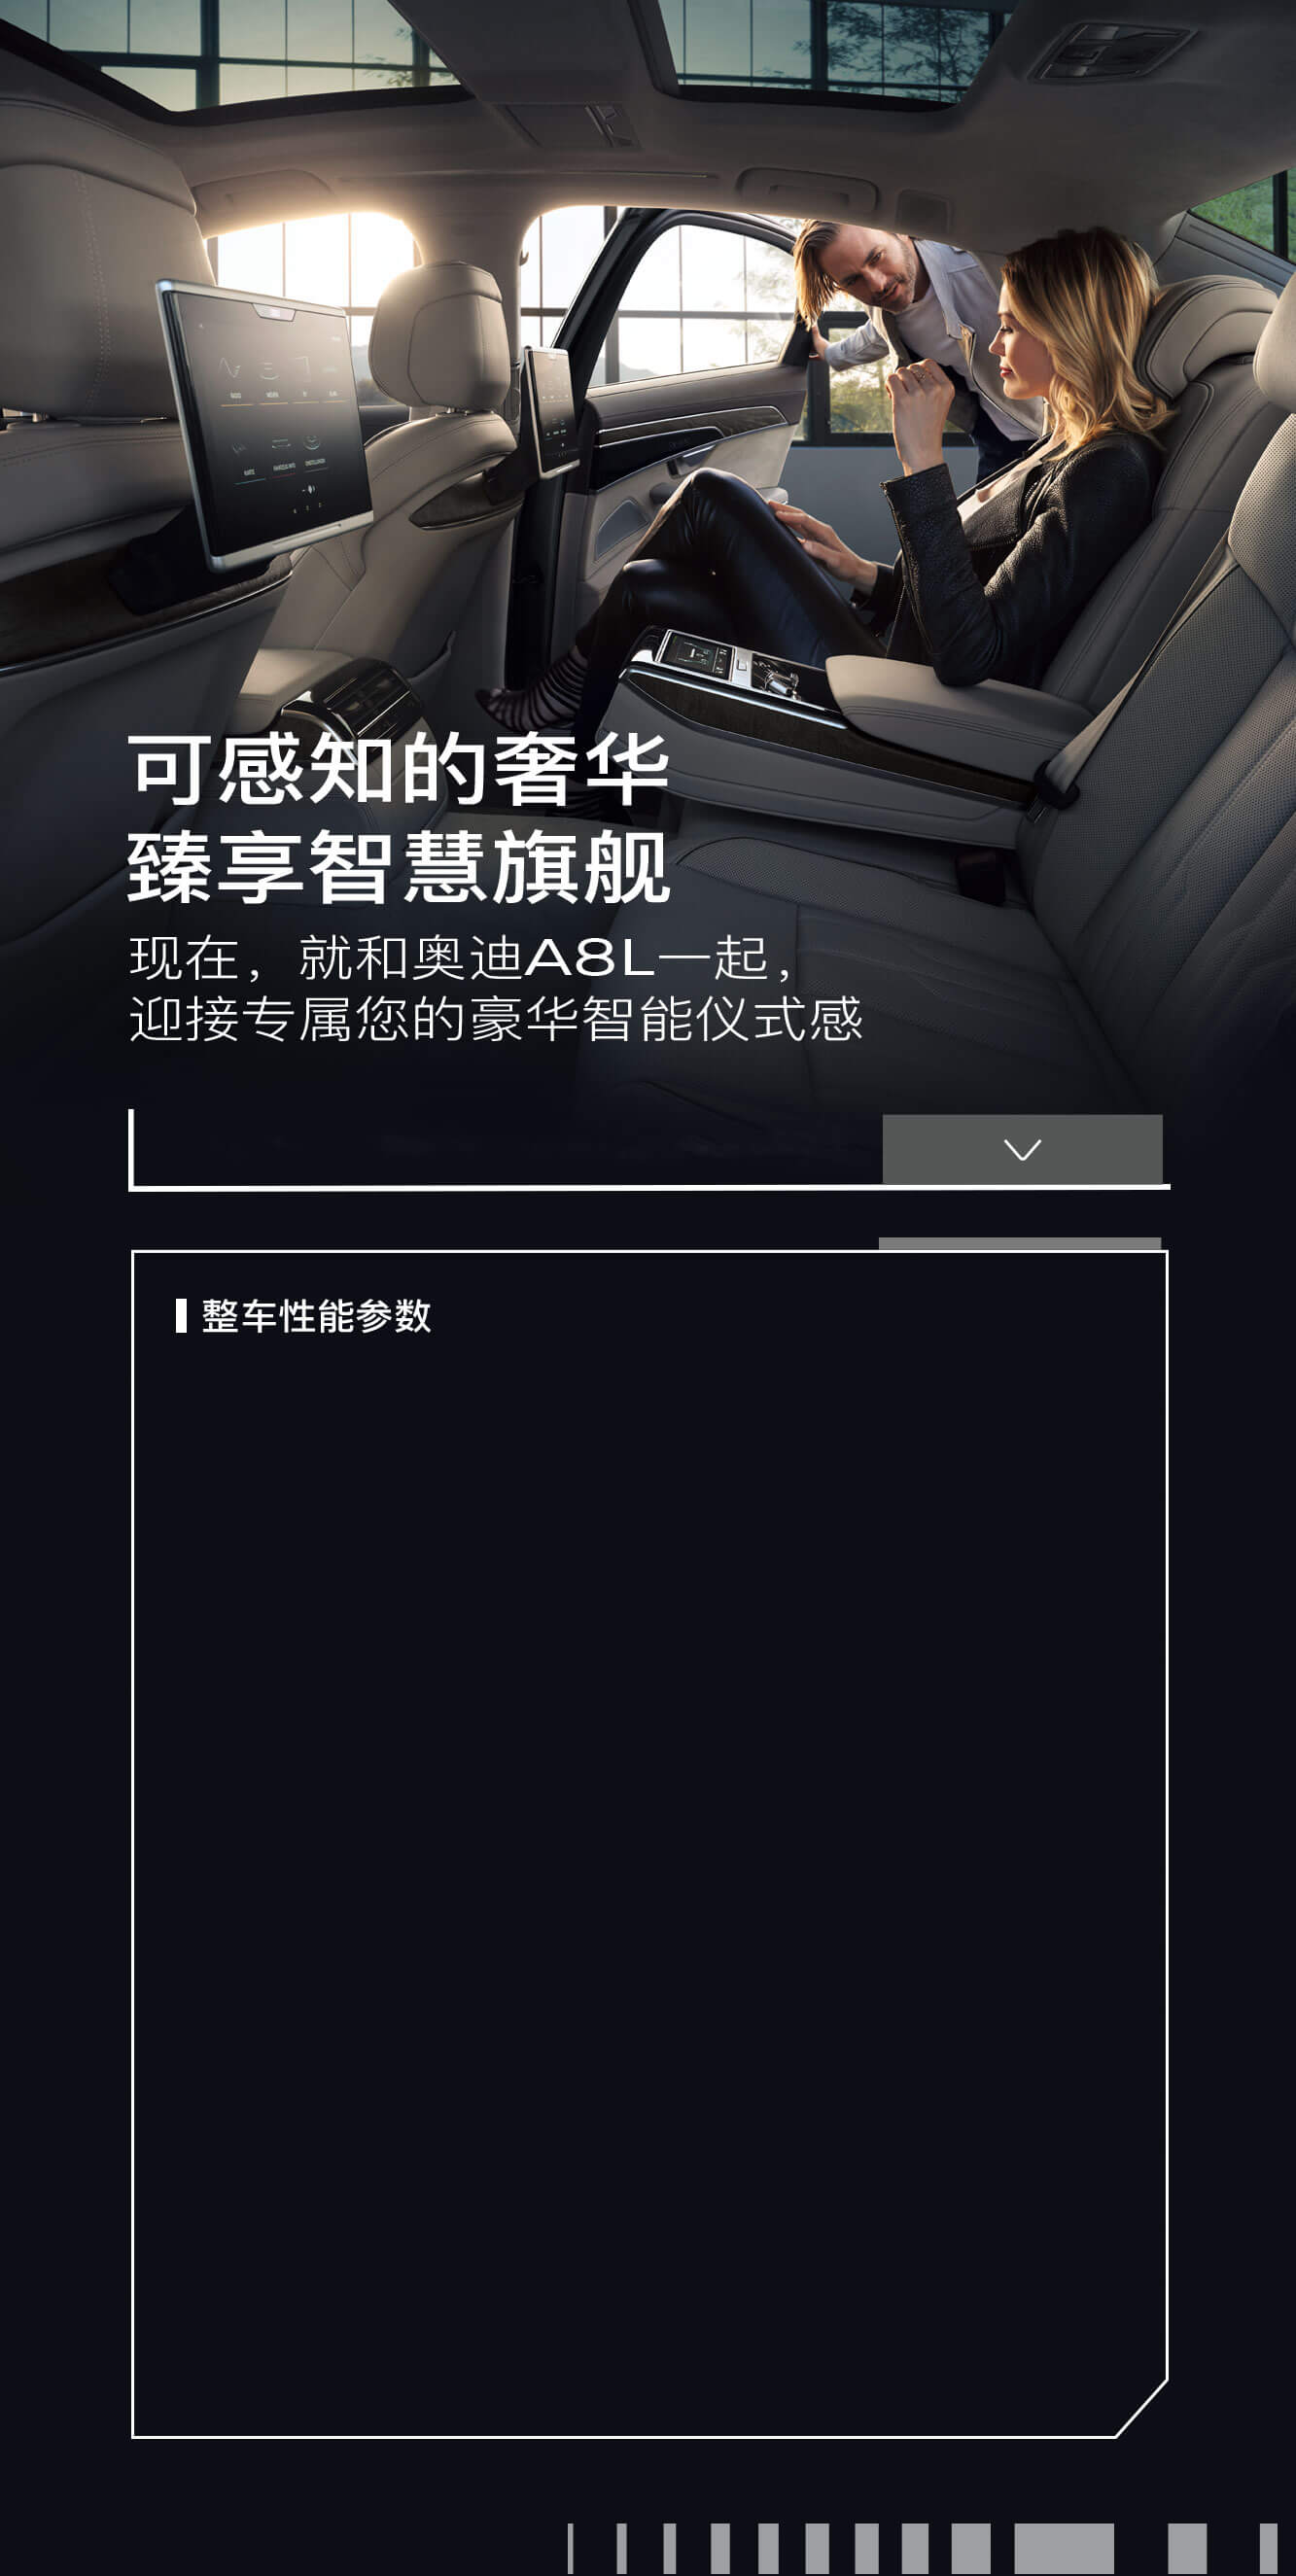 可感知的奢华
臻享智慧旗舰
现在，就和奥迪A8L一起，
迎接专属您的豪华智能仪式感
整车性能参数